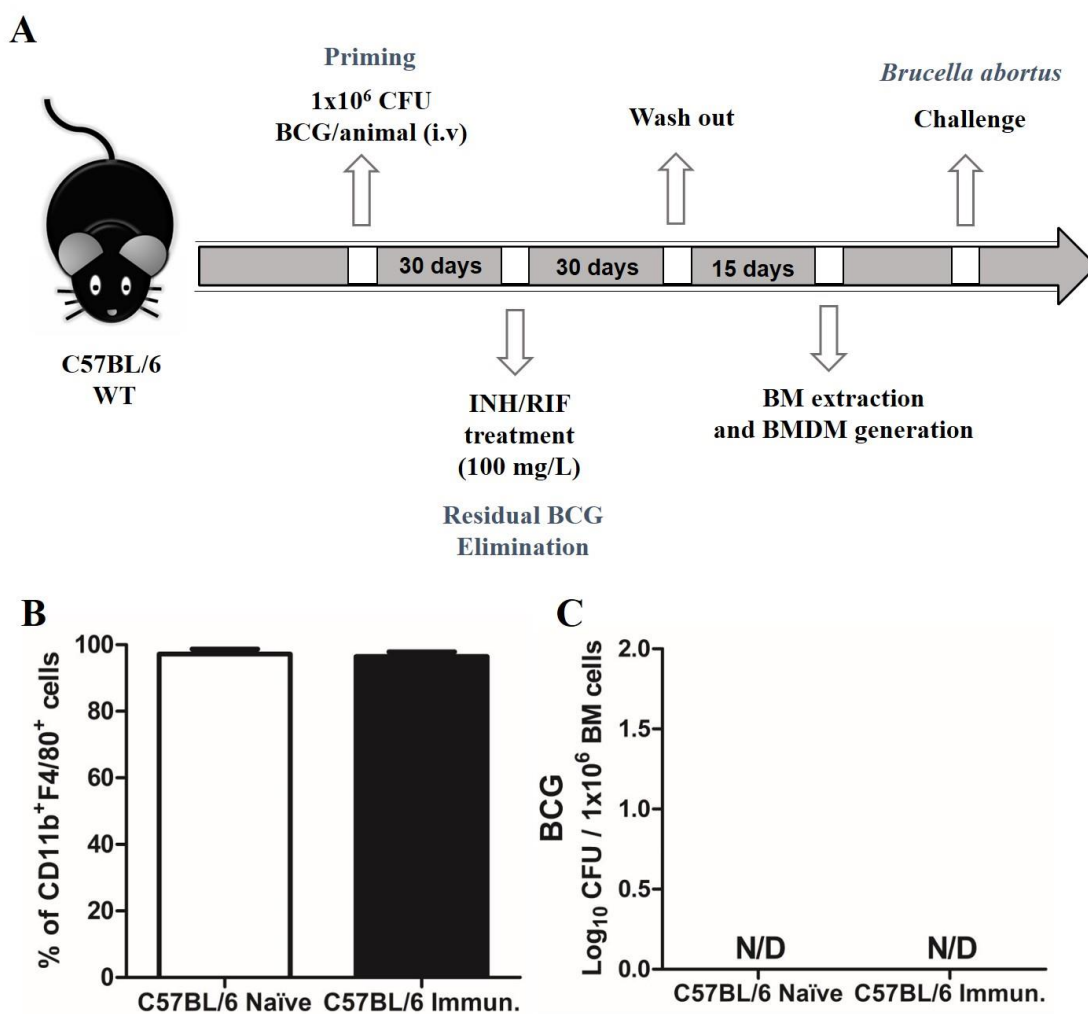 A
Priming
1x10⁶ CFU
BCG/animal (i.v)
Wash out
Brucella abortus
Challenge
30 days
30 days
15 days
C57BL/6
WT
INH/RIF
treatment
(100 mg/L)
Residual BCG
Elimination
BM extraction
and BMDM generation
B
% of CD11b⁺F4/80⁺ cells
100
80
60
40
20
0
C57BL/6 Naïve
C57BL/6 Immun.
C
BCG
Log₁₀ CFU / 1x10⁶ BM cells
2.0
1.5
1.0
0.5
0.0
N/D
N/D
C57BL/6 Naïve
C57BL/6 Immun.